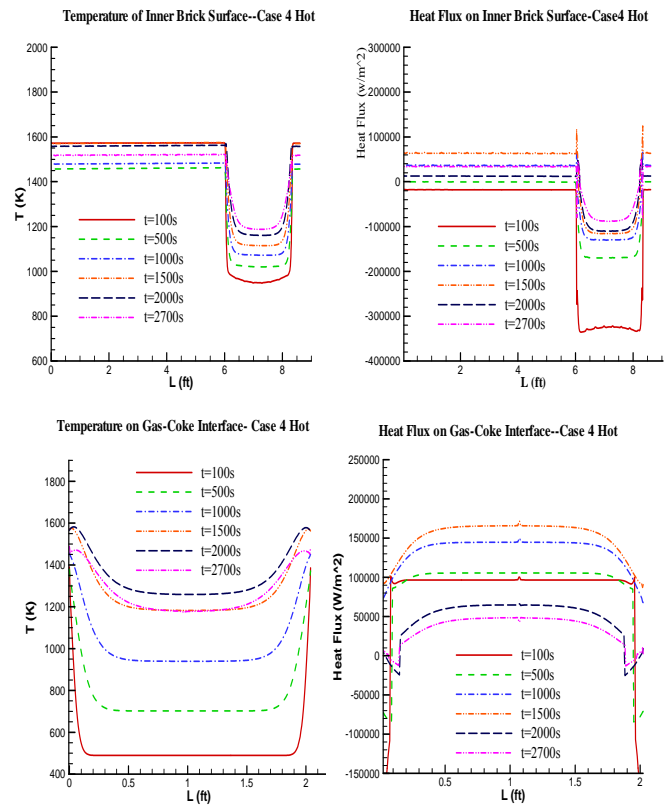 Temperature of Inner Brick Surface--Case 4 Hot
2000
1800
1600
1400
1200
1000
800
600
T (K)
t=100s
t=500s
t=1000s
t=1500s
t=2000s
t=2700s
0
2
4
6
8
L (ft)
Heat Flux on Inner Brick Surface-Case4 Hot
300000
200000
100000
0
-100000
-200000
-300000
-400000
Heat Flux (w/m^2)
t=100s
t=500s
t=1000s
t=1500s
t=2000s
t=2700s
2
4
6
8
L (ft)
Temperature on Gas-Coke Interface- Case 4 Hot
1800
1600
1400
1200
1000
800
600
400
T (K)
t=100s
t=500s
t=1000s
t=1500s
t=2000s
t=2700s
0
0.5
1
1.5
2
L (ft)
Heat Flux on Gas-Coke Interface--Case 4 Hot
250000
200000
150000
100000
50000
0
-50000
-100000
-150000
Heat Flux (W/m^2)
t=100s
t=500s
t=1000s
t=1500s
t=2000s
t=2700s
0.5
1
1.5
2
L (ft)